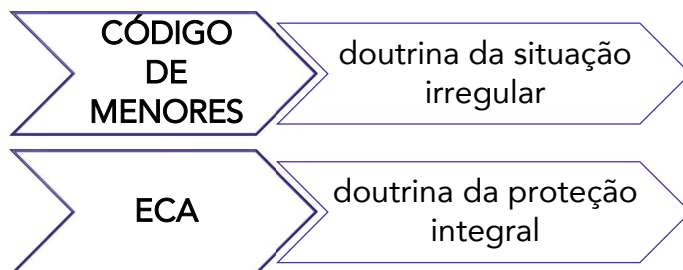 CÓDIGO
DE
MENORES
doutrina da situação
irregular
ECA
doutrina da proteção
integral